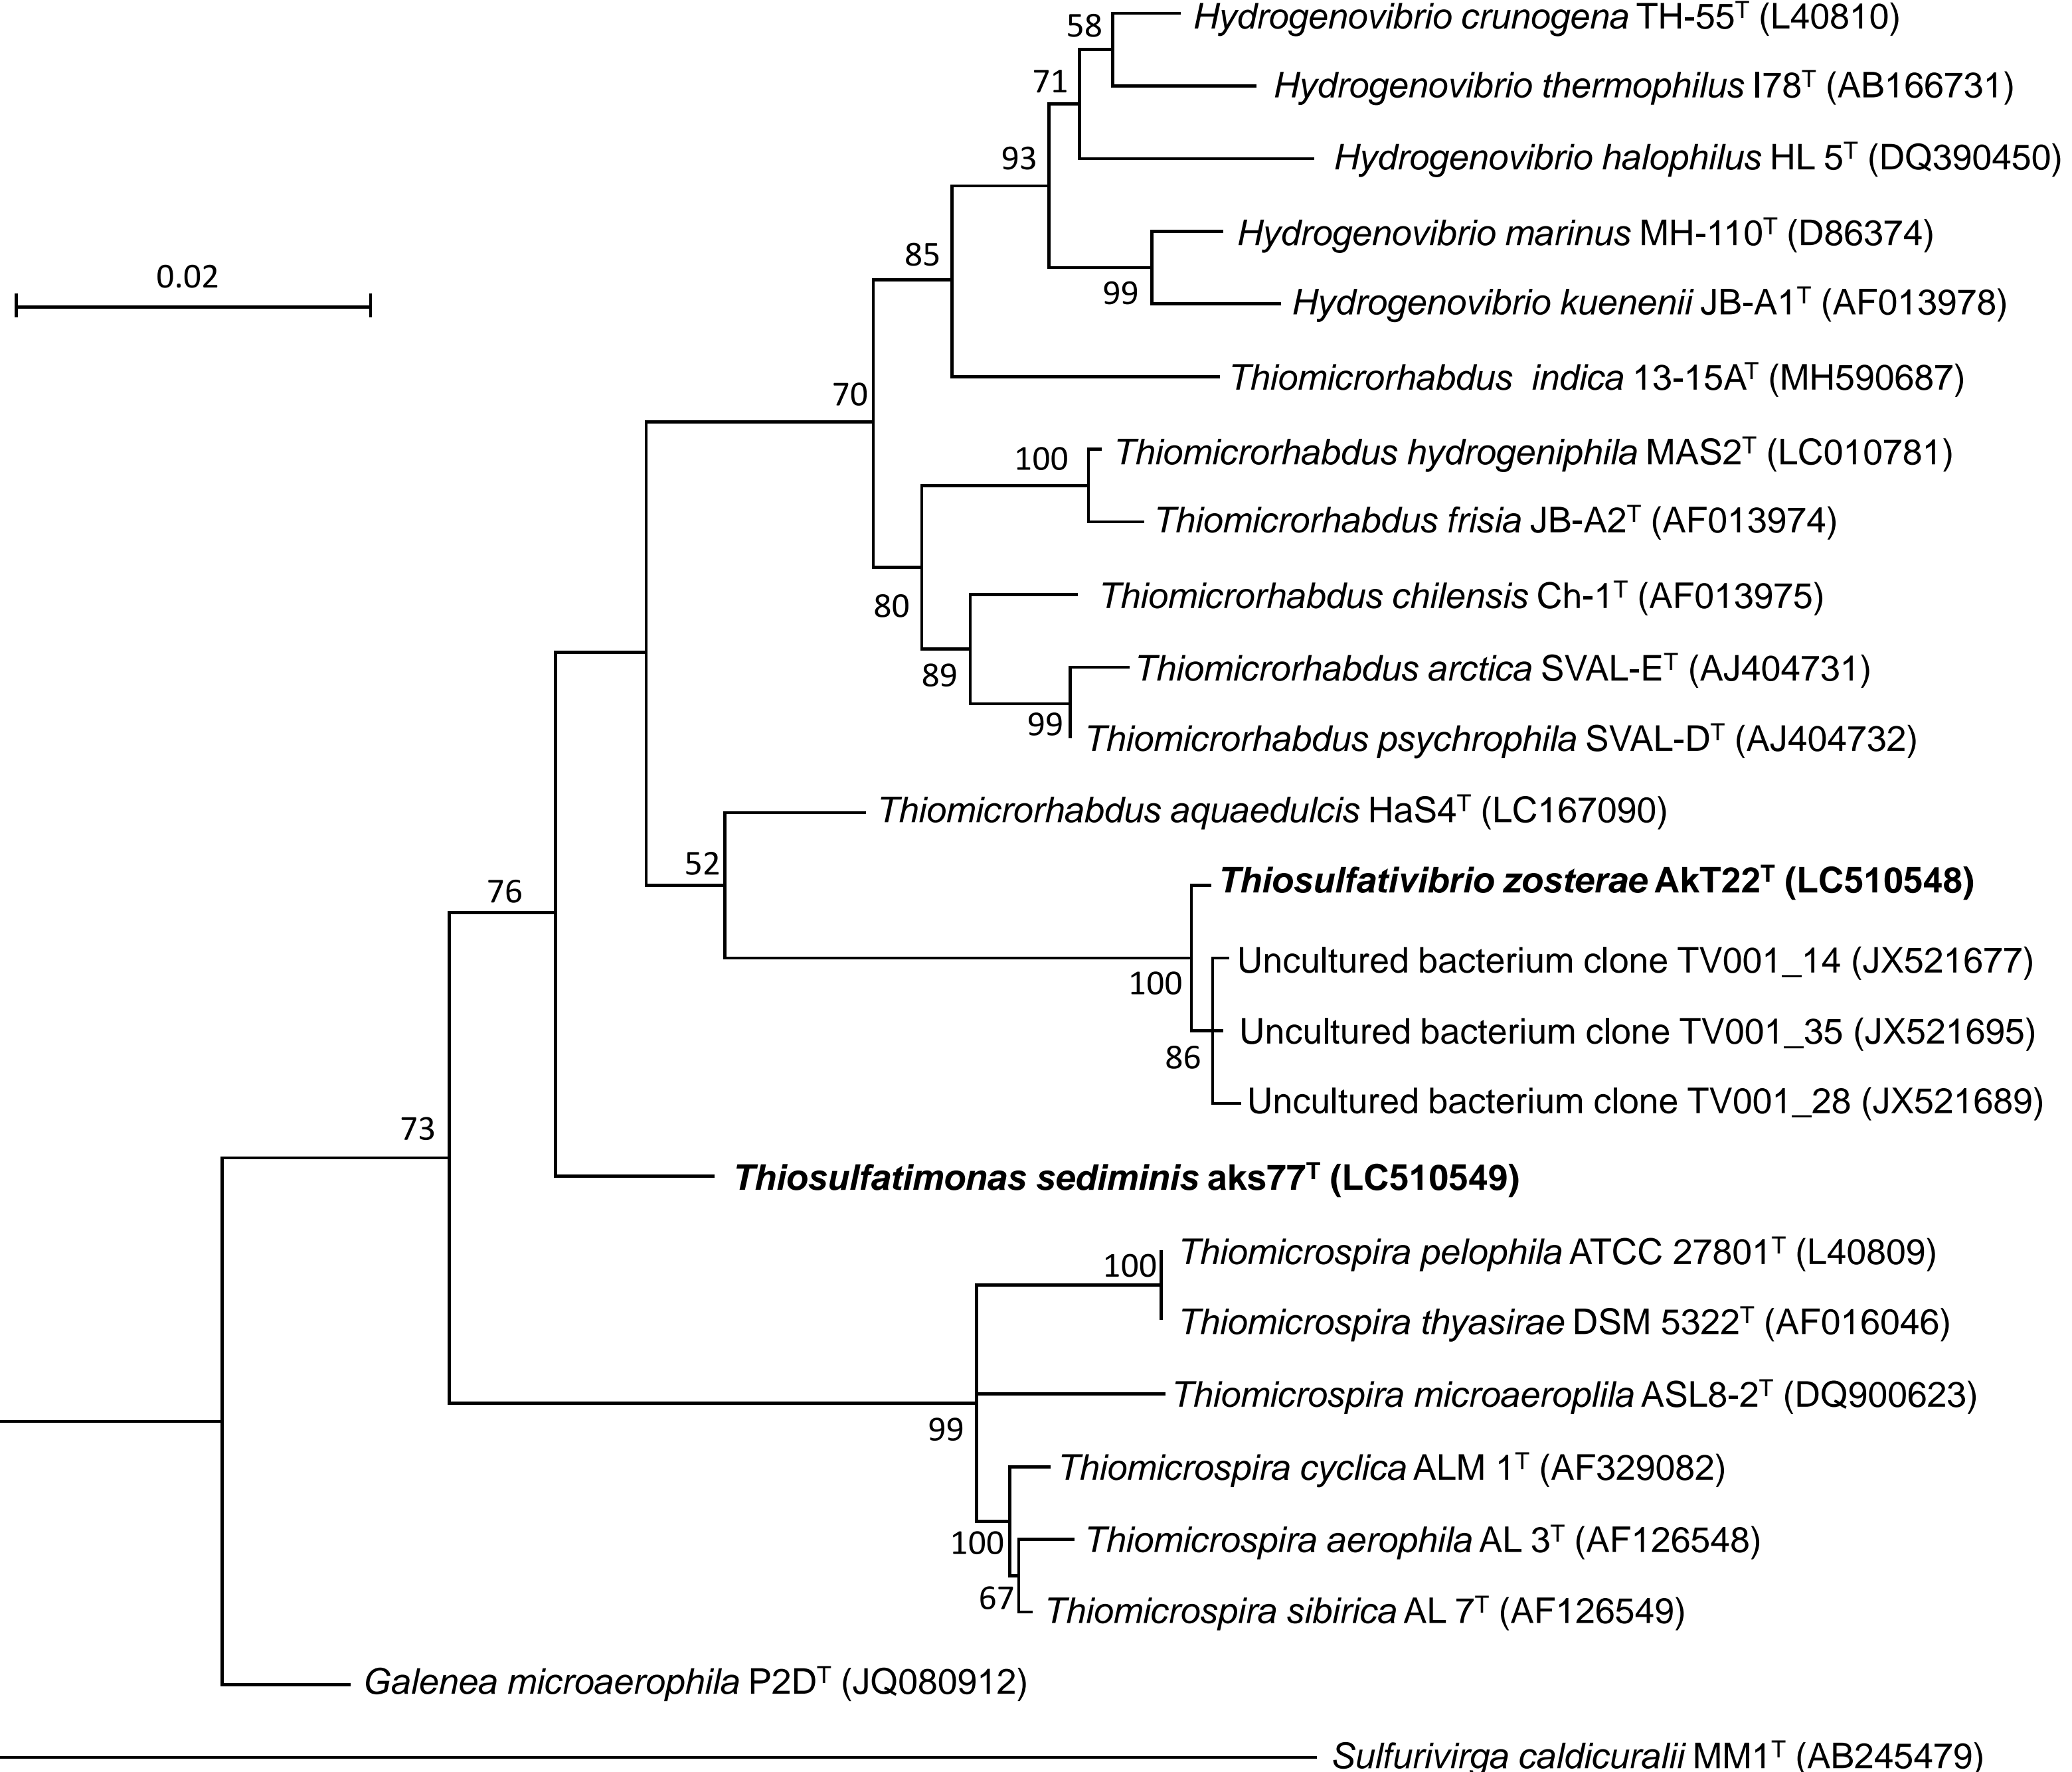 58
Hydrogenovibrio crunogena TH-55ᵀ (L40810)
71
Hydrogenovibrio thermophilus I78ᵀ (AB166731)
93
Hydrogenovibrio halophilus HL 5ᵀ (DQ390450)
Hydrogenovibrio marinus MH-110ᵀ (D86374)
85
0.02
99
Hydrogenovibrio kuenenii JB-A1ᵀ (AF013978)
Thiomicrorhabdus indica 13-15Aᵀ (MH590687)
70
100
Thiomicrorhabdus hydrogeniphila MAS2ᵀ (LC010781)
Thiomicrorhabdus frisia JB-A2ᵀ (AF013974)
80
Thiomicrorhabdus chilensis Ch-1ᵀ (AF013975)
89
Thiomicrorhabdus arctica SVAL-Eᵀ (AJ404731)
99
Thiomicrorhabdus psychrophila SVAL-Dᵀ (AJ404732)
Thiomicrorhabdus aquaedulcis HaS4ᵀ (LC167090)
52
76
Thiosulfativibrio zosterae AkT22ᵀ (LC510548)
Uncultured bacterium clone TV001_14 (JX521677)
100
Uncultured bacterium clone TV001_35 (JX521695)
86
Uncultured bacterium clone TV001_28 (JX521689)
73
Thiosulfatimonas sediminis aks77ᵀ (LC510549)
100
Thiomicrospira pelophila ATCC 27801ᵀ (L40809)
Thiomicrospira thyasirae DSM 5322ᵀ (AF016046)
Thiomicrospira microaeroplila ASL8-2ᵀ (DQ900623)
99
Thiomicrospira cyclica ALM 1ᵀ (AF329082)
100
Thiomicrospira aerophila AL 3ᵀ (AF126548)
67
Thiomicrospira sibirica AL 7ᵀ (AF126549)
Galenea microaerophila P2Dᵀ (JQ080912)
Sulfurivirga caldicuralii MM1ᵀ (AB245479)